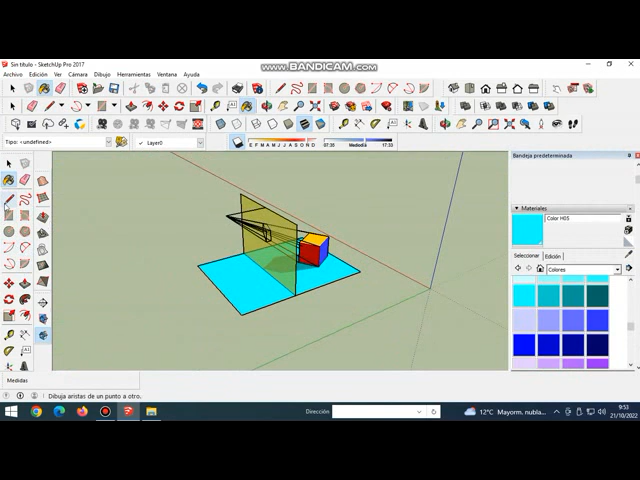 www.BANDICAM.com
Sin título - SketchUp Pro 2017
Archivo Edición Ver Cámara Dibujo Herramientas Ventana Ayuda
Tipo: <undefined>
Layer0
E F M A M J J A S O N D
07:35 Mediodía 17:33
Bandeja predeterminada
Materiales
Color H05
Seleccionar Edición
Colores
Medidas
Dibuja aristas de un punto a otro.
Dirección
12°C Mayorm. nubla...
9:53
21/10/2022